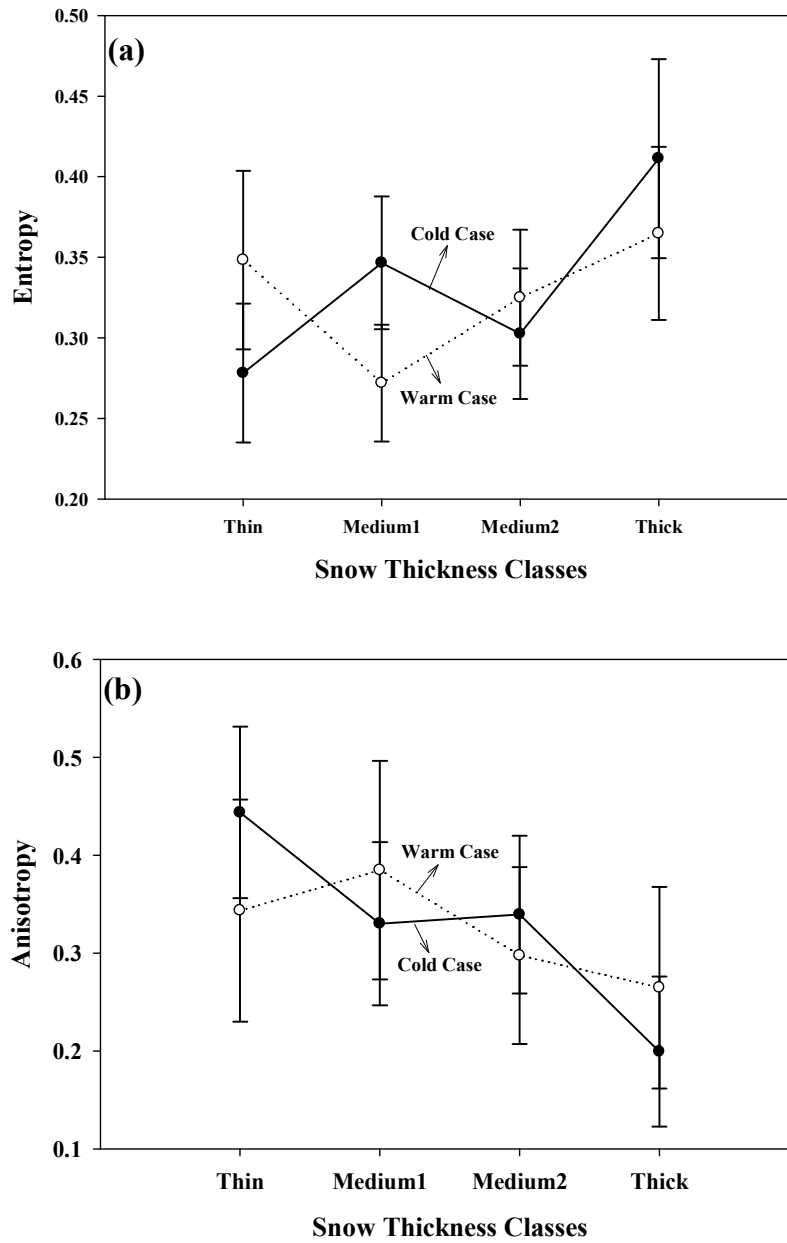 0.50
(a)
0.45
0.40
Cold Case
0.35
Entropy
0.30
Warm Case
0.25
0.20
Thin Medium1 Medium2 Thick
Snow Thickness Classes
0.6
(b)
0.5
Warm Case
0.4
Anisotropy
0.3
Cold Case
0.2
0.1
Thin Medium1 Medium2 Thick
Snow Thickness Classes